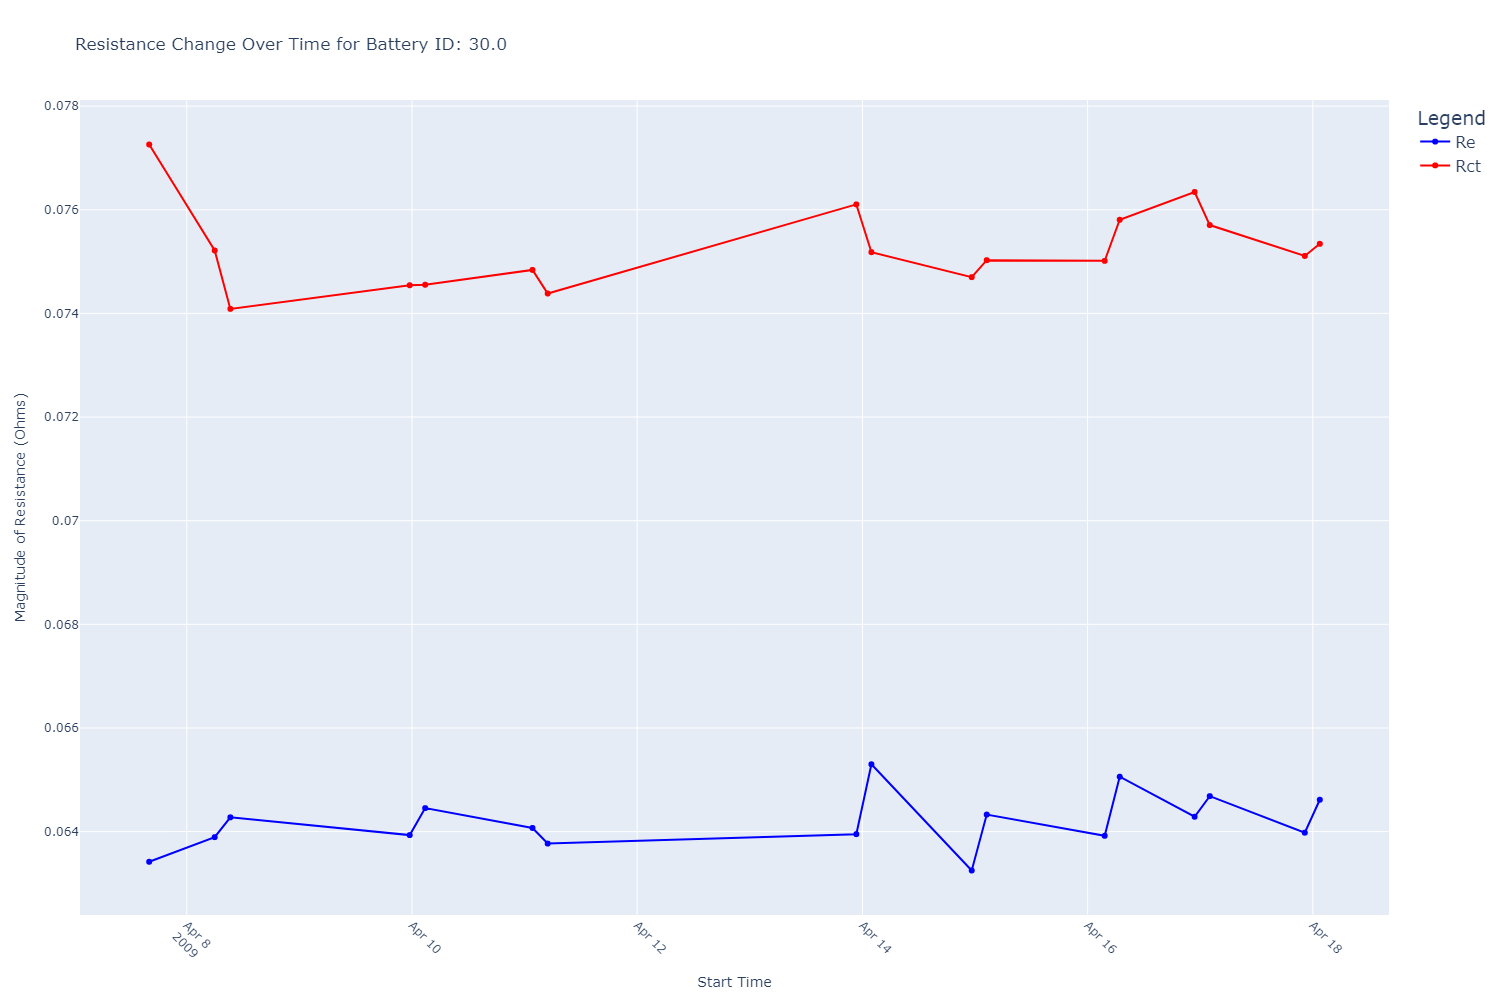 Resistance Change Over Time for Battery ID: 30.0
Legend
Re
Rct
Magnitude of Resistance (Ohms)
0.078
0.076
0.074
0.072
0.07
0.068
0.066
0.064
Apr 8
2009
Apr 10
Apr 12
Apr 14
Apr 16
Apr 18
Start Time